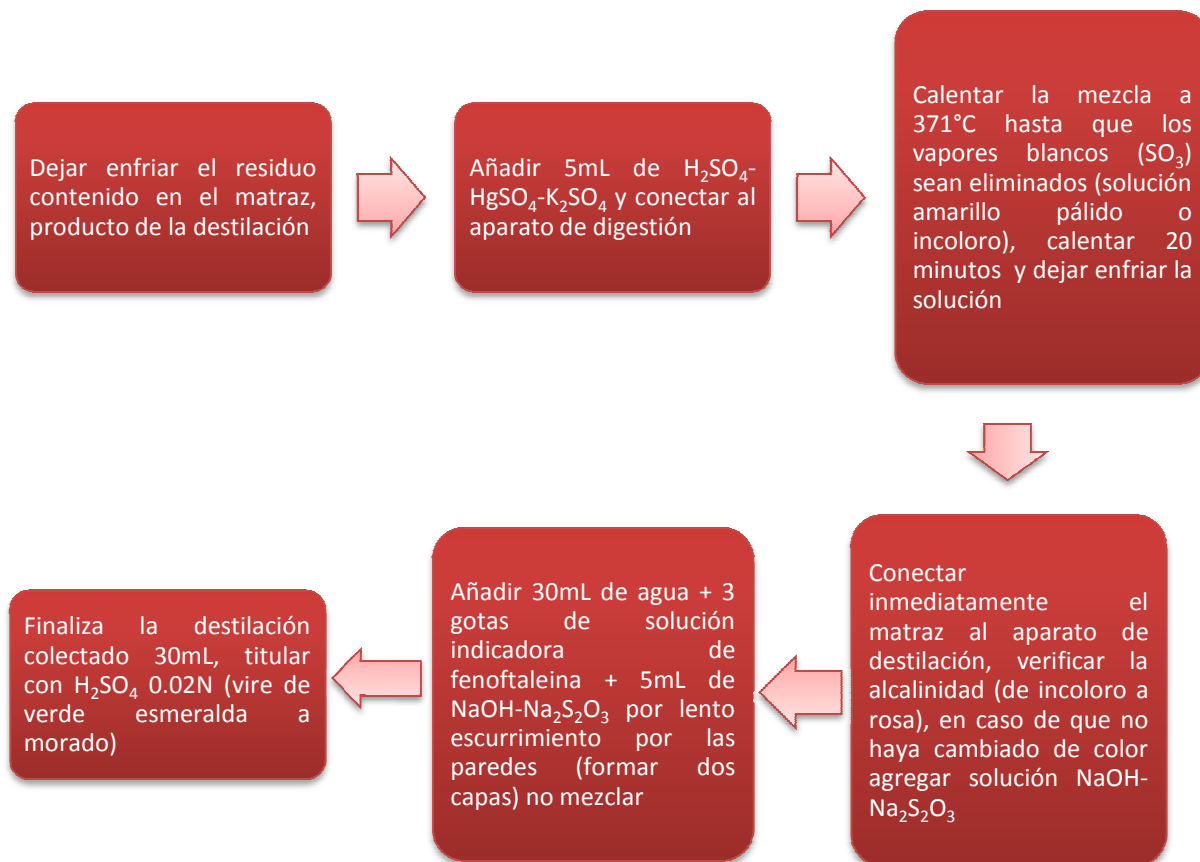 Dejar enfriar el residuo
contenido en el matraz,
producto de la destilación
Añadir 5mL de H₂SO₄-
HgSO₄-K₂SO₄ y conectar al
aparato de digestión
Calentar la mezcla a
371°C hasta que los
vapores blancos (SO₃)
sean eliminados (solución
amarillo pálido o
incoloro), calentar 20
minutos y dejar enfriar la
solución
Conectar
inmediatamente el
matraz al aparato de
destilación, verificar la
alcalinidad (de incoloro a
rosa), en caso de que no
haya cambiado de color
agregar solución NaOH-
Na₂S₂O₃
Añadir 30mL de agua + 3
gotas de solución
indicadora de
fenoftaleina + 5mL de
NaOH-Na₂S₂O₃ por lento
escurrimiento por las
paredes (formar dos
capas) no mezclar
Finaliza la destilación
colectado 30mL, titular
con H₂SO₄ 0.02N (vire de
verde esmeralda a
morado)